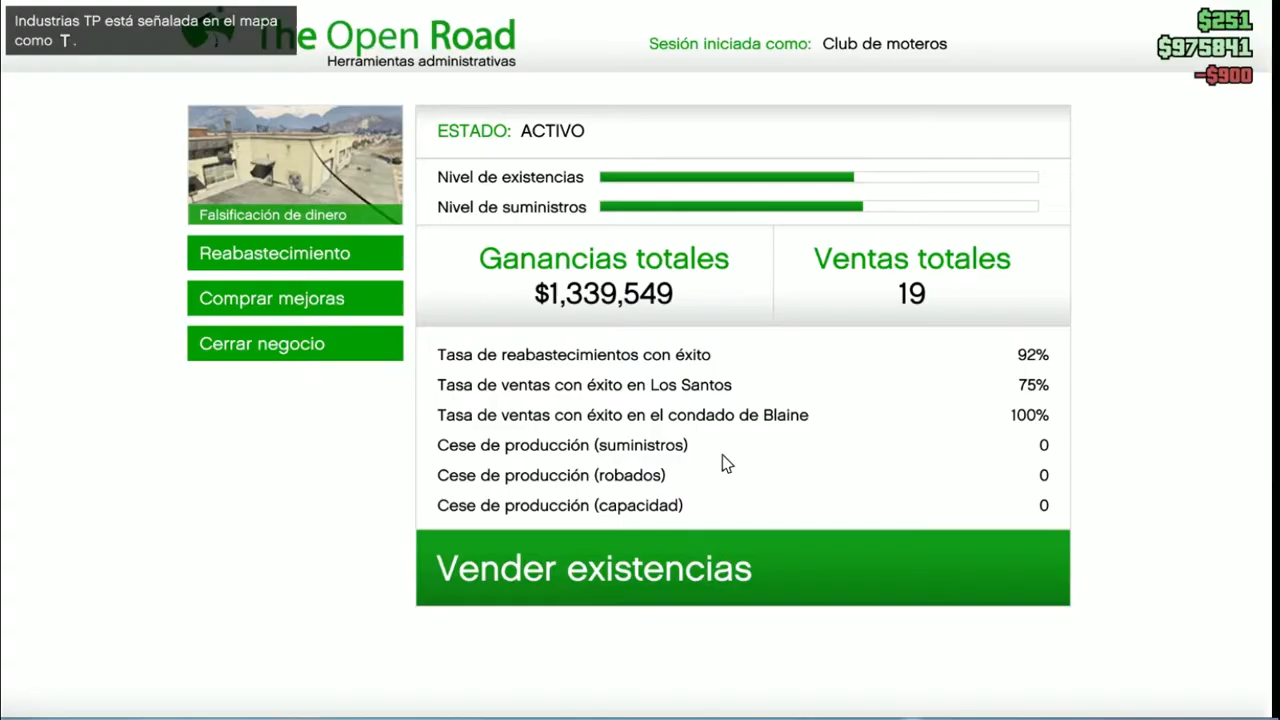 Industrias TP está señalada en el mapa
como T.
The Open Road
Herramientas administrativas
Sesión iniciada como: Club de moteros
$251
$975841
-$900
Falsificación de dinero
Reabastecimiento
Comprar mejoras
Cerrar negocio
ESTADO: ACTIVO
Nivel de existencias
Nivel de suministros
Ganancias totales
$1,339,549
Ventas totales
19
Tasa de reabastecimientos con éxito 92%
Tasa de ventas con éxito en Los Santos 75%
Tasa de ventas con éxito en el condado de Blaine 100%
Cese de producción (suministros) 0
Cese de producción (robados) 0
Cese de producción (capacidad) 0
Vender existencias